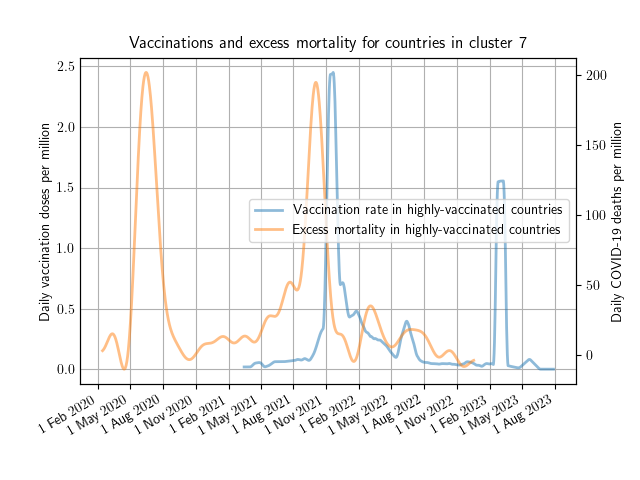 Vaccinations and excess mortality for countries in cluster 7
Daily vaccination doses per million
2.5
2.0
1.5
1.0
0.5
0.0
Vaccination rate in highly-vaccinated countries
Excess mortality in highly-vaccinated countries
200
150
100
50
0
Daily COVID-19 deaths per million
1 Feb 2020
1 May 2020
1 Aug 2020
1 Nov 2020
1 Feb 2021
1 May 2021
1 Aug 2021
1 Nov 2021
1 Feb 2022
1 May 2022
1 Aug 2022
1 Nov 2022
1 Feb 2023
1 May 2023
1 Aug 2023